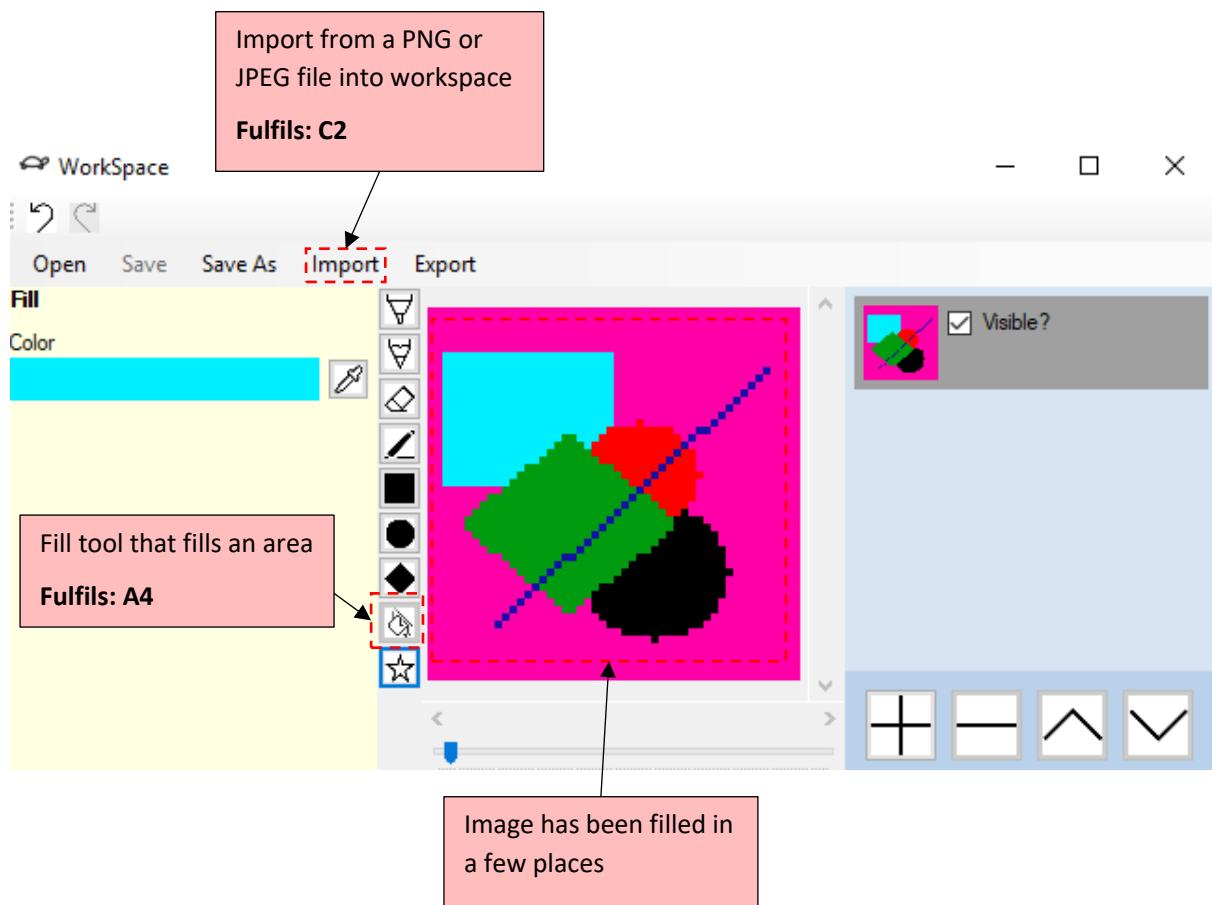 Import from a PNG or
JPEG file into workspace
Fulfils: C2
WorkSpace
Open Save Save As Import Export
Fill
Color
Visible?
Fill tool that fills an area
Fulfils: A4
Image has been filled in
a few places